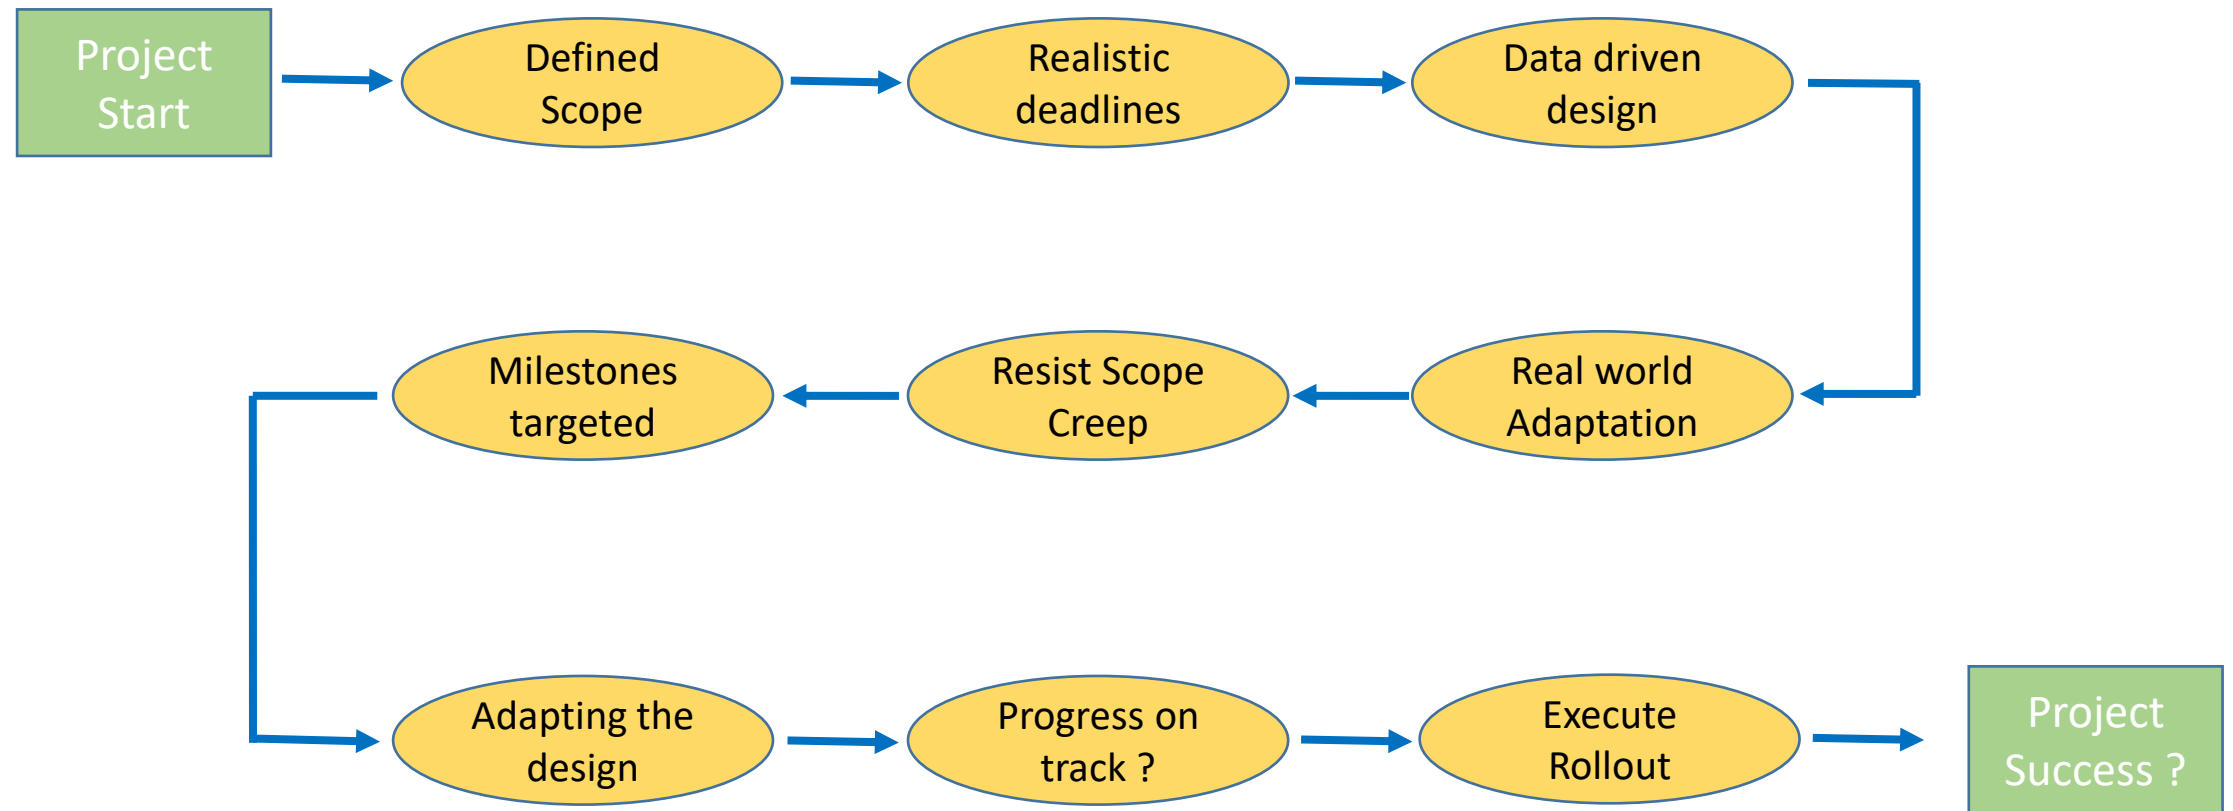 Project
Start
Defined
Scope
Realistic
deadlines
Data driven
design
Milestones
targeted
Resist Scope
Creep
Real world
Adaptation
Adapting the
design
Progress on
track ?
Execute
Rollout
Project
Success ?